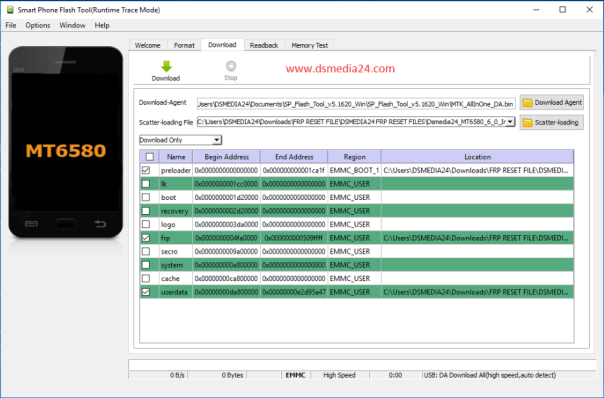 Smart Phone Flash Tool(Runtime Trace Mode)
File Options Window Help
Welcome Format Download Readback Memory Test
Download Stop www.dsmedia24.com
MT6580
Download-Agent Jsers\DSMEDIA24\Documents\SP_Flash_Tool_v5.1620_Win\SP_Flash_Tool_v5.1620_Win\MTK_AllInOne_DA.bin Download Agent
Scatter-loading File C:\Users\DSMEDIA24\Downloads\FRP RESET FILE\DSMEDIA24 FRP RESET FILES\Dsmedia24_MT6580_6_0_Ir Scatter-loading
Download Only
Name Begin Address End Address Region Location
preloader 0x0000000000000000 0x000000000001ca1f EMMC_BOOT_1 C:\Users\DSMEDIA24\Downloads\FRP RESET FILE\DSMEDI...
lk 0x0000000001cc0000 0x0000000000000000 EMMC_USER
boot 0x0000000001d20000 0x0000000000000000 EMMC_USER
recovery 0x0000000002d20000 0x0000000000000000 EMMC_USER
logo 0x0000000003da0000 0x0000000000000000 EMMC_USER
frp 0x0000000004fa0000 0x000000000509ffff EMMC_USER C:\Users\DSMEDIA24\Downloads\FRP RESET FILE\DSMEDI...
secro 0x0000000009a00000 0x0000000000000000 EMMC_USER
system 0x000000000a800000 0x0000000000000000 EMMC_USER
cache 0x00000000ca800000 0x0000000000000000 EMMC_USER
userdata 0x00000000da800000 0x00000000e2d95a47 EMMC_USER C:\Users\DSMEDIA24\Downloads\FRP RESET FILE\DSMEDI...
0 B/s 0 Bytes EMMC High Speed 0:00 USB: DA Download All(high speed,auto detect)